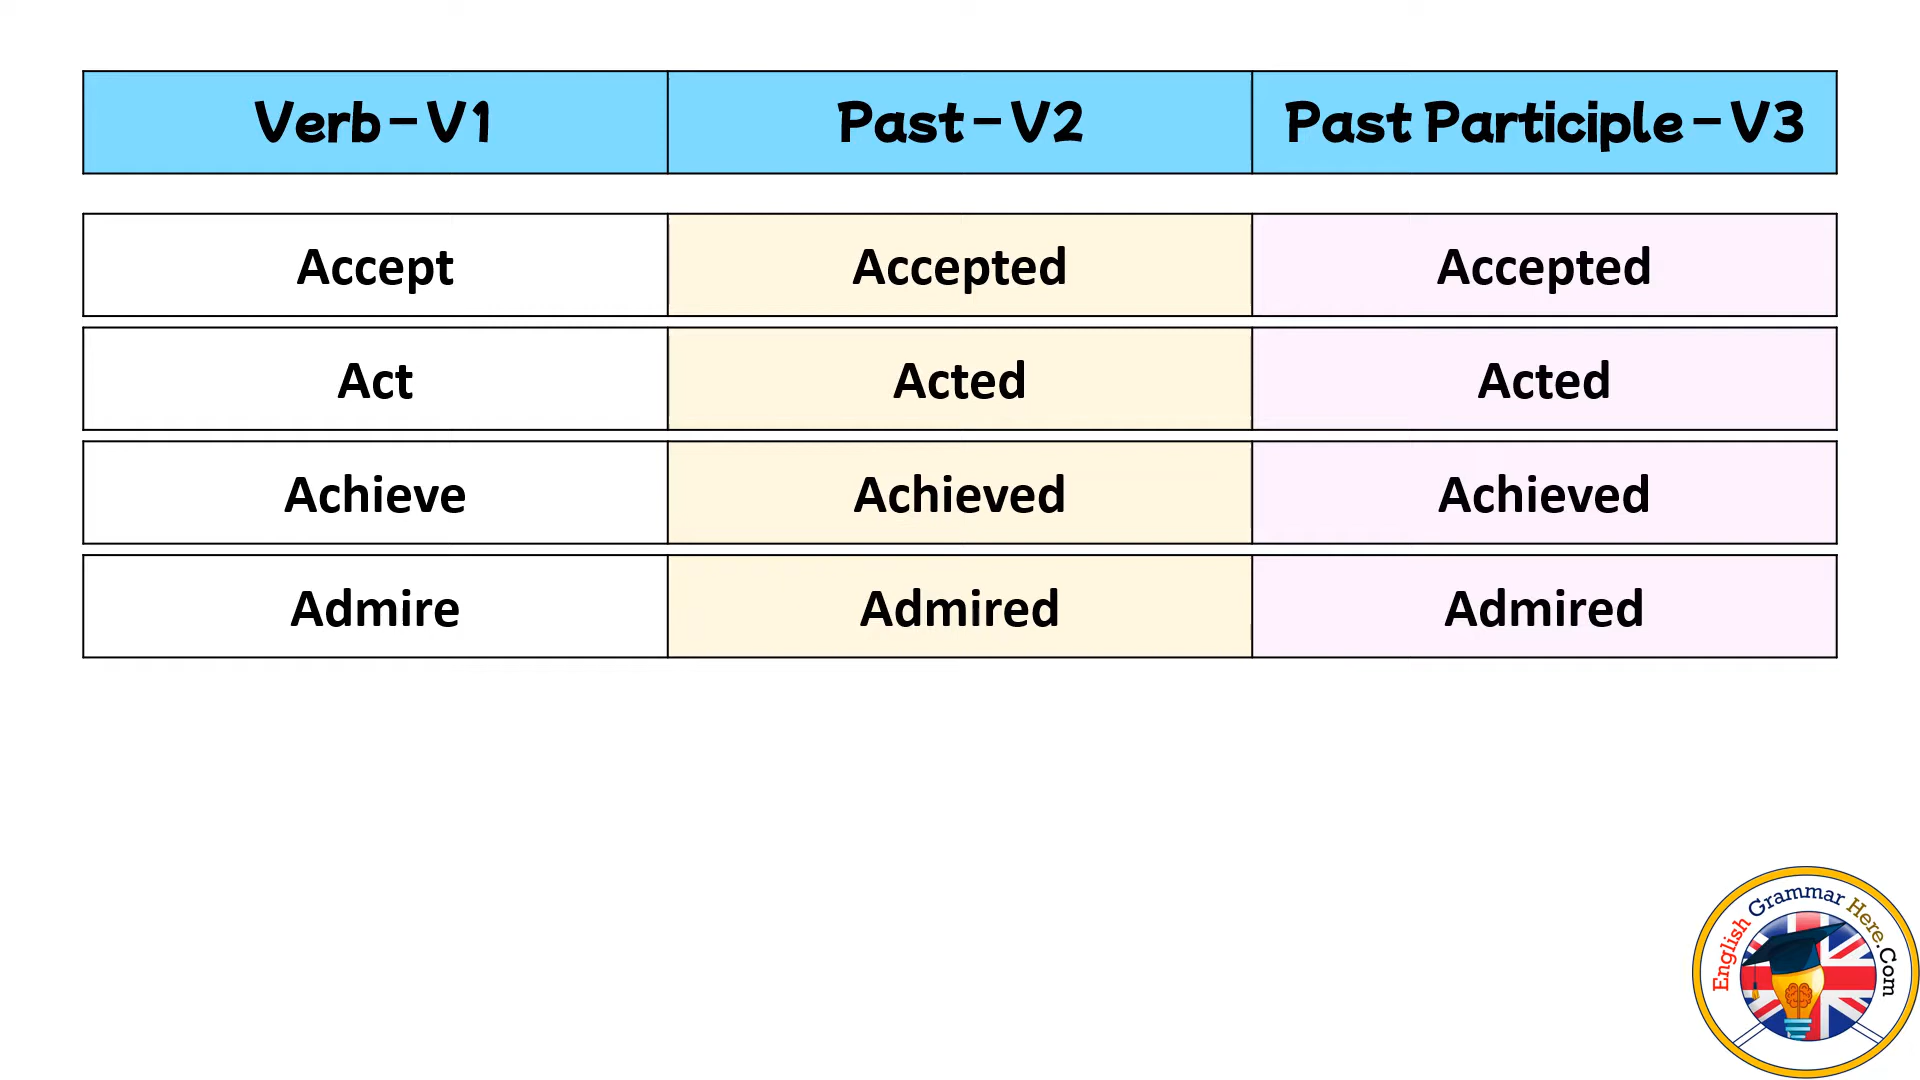 Verb – V1 Past – V2 Past Participle – V3
Accept Accepted Accepted
Act Acted Acted
Achieve Achieved Achieved
Admire Admired Admired
English Grammar Here.Com